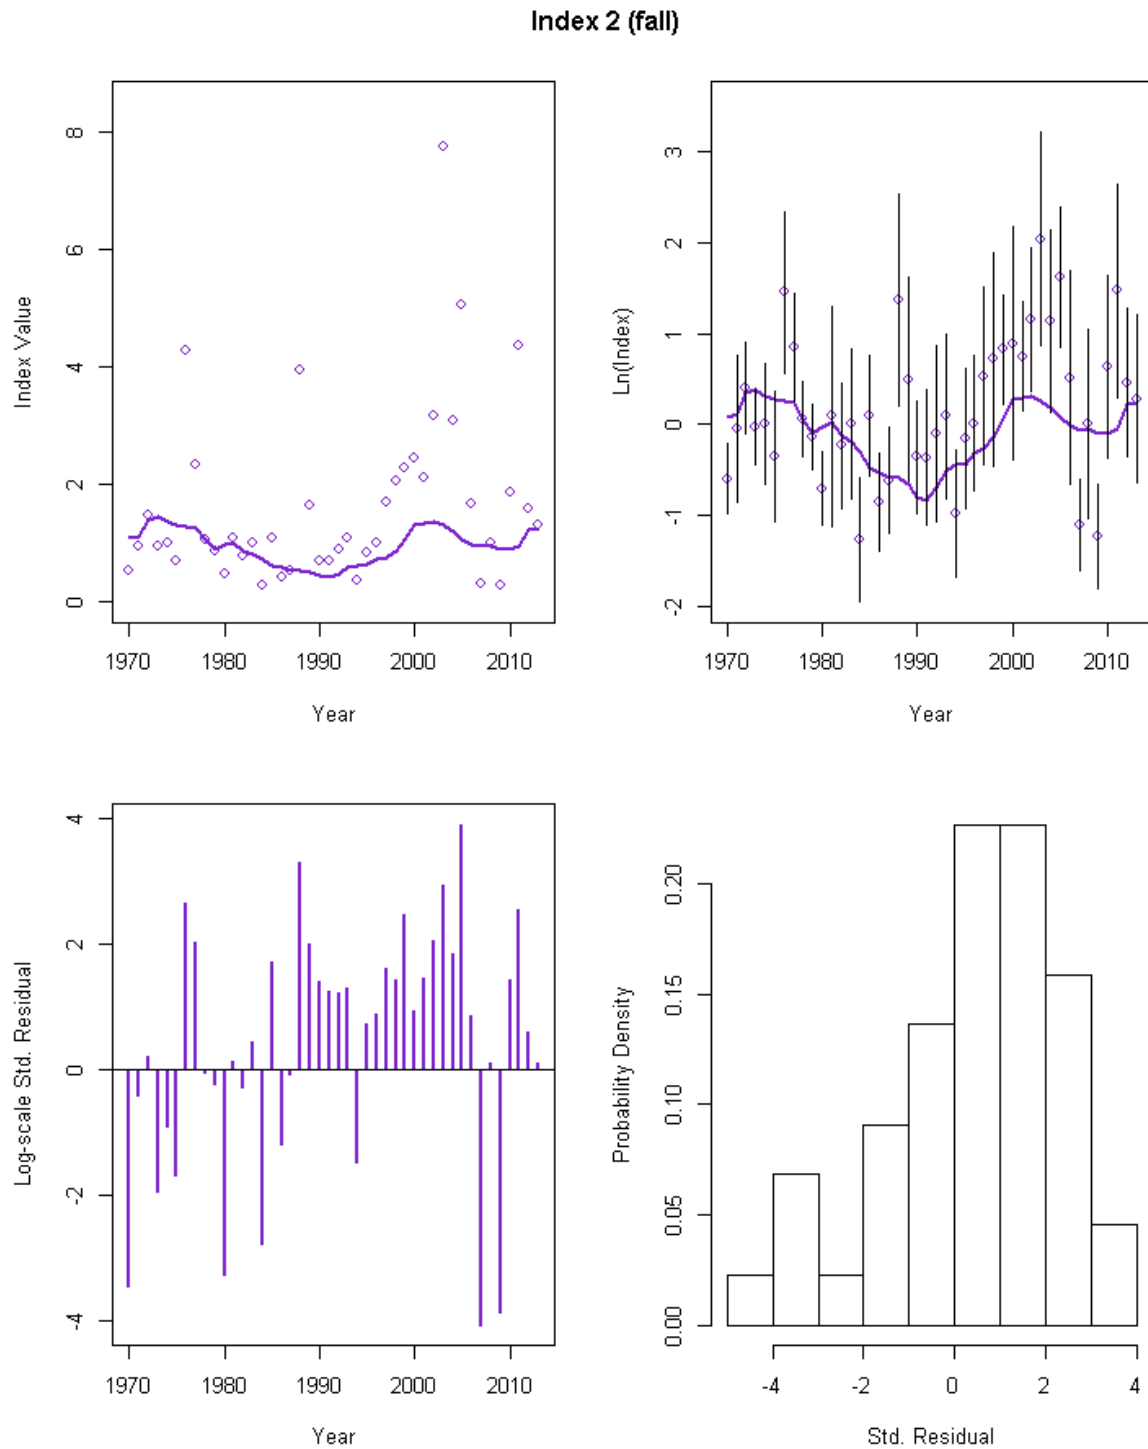 Index 2 (fall)
Index Value
8
6
4
2
0
1970 1980 1990 2000 2010
Year
Ln(Index)
3
2
1
0
-1
-2
1970 1980 1990 2000 2010
Year
Log-scale Std. Residual
4
2
0
-2
-4
1970 1980 1990 2000 2010
Year
Probability Density
0.20
0.15
0.10
0.05
0.00
-4 -2 0 2 4
Std. Residual